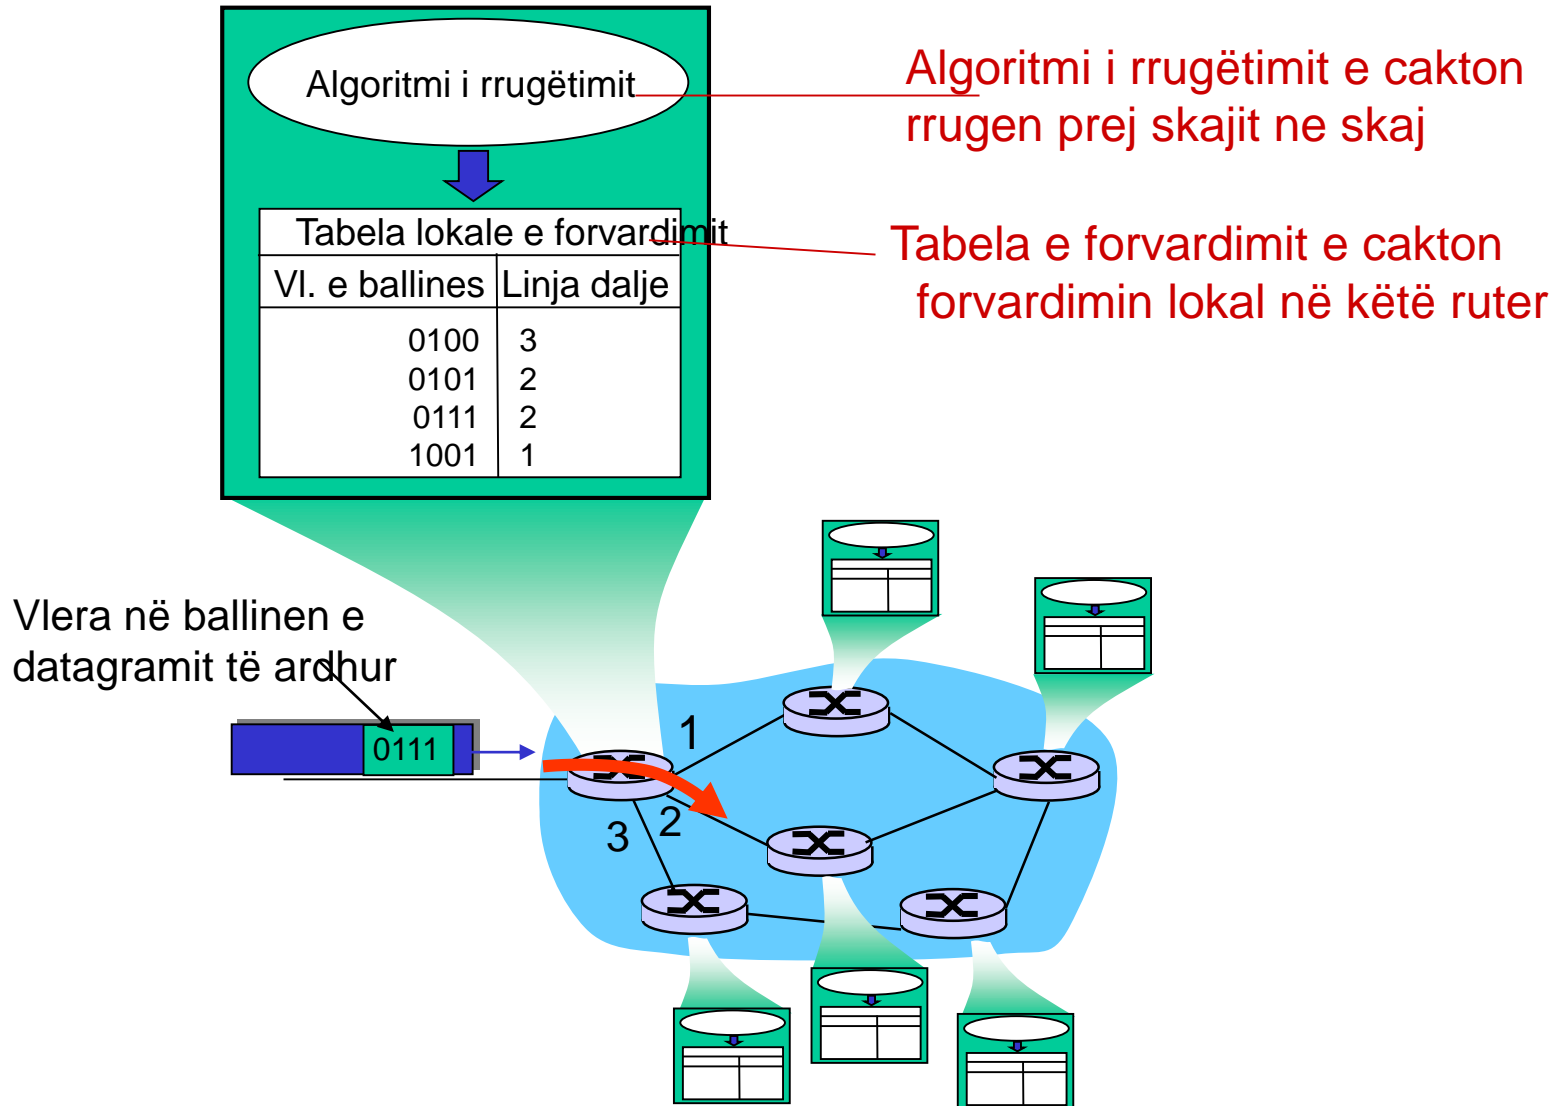 Algoritmi i rrugëtimit
Algoritmi i rrugëtimit e cakton
rrugen prej skajit ne skaj
Tabela lokale e forvardimit
Tabela e forvardimit e cakton
forvardimin lokal në këtë ruter
Vl. e ballines Linja dalje
0100 3
0101 2
0111 2
1001 1
Vlera në ballinen e
datagramit të ardhur
0111
1
2
3